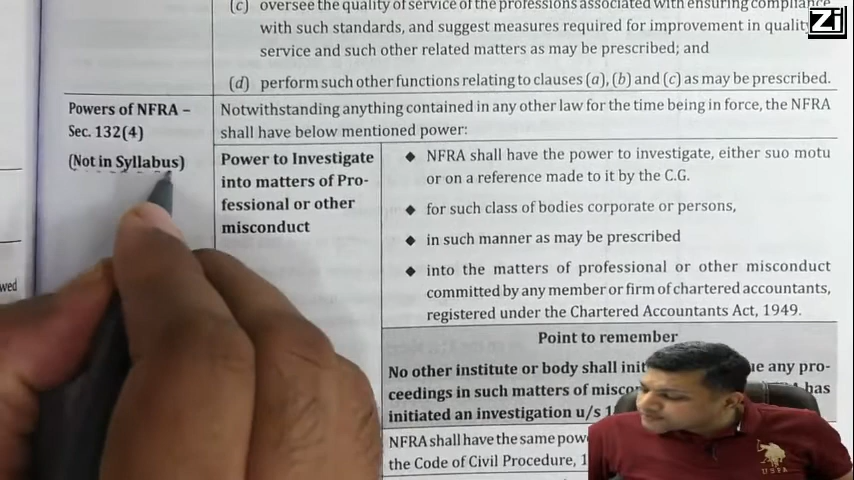 (c) oversee the quality of service of the professions associated with ensuring compliance
with such standards, and suggest measures required for improvement in quality
service and such other related matters as may be prescribed; and
(d) perform such other functions relating to clauses (a), (b) and (c) as may be prescribed.
Zi
Powers of NFRA –
Sec. 132(4)
(Not in Syllabus)
Notwithstanding anything contained in any other law for the time being in force, the NFRA
shall have below mentioned power:
Power to Investigate
into matters of Pro-
fessional or other
misconduct
◆ NFRA shall have the power to investigate, either suo motu
or on a reference made to it by the C.G.
◆ for such class of bodies corporate or persons,
◆ in such manner as may be prescribed
◆ into the matters of professional or other misconduct
committed by any member or firm of chartered accountants,
registered under the Chartered Accountants Act, 1949.
Point to remember
No other institute or body shall any pro-
ceedings in such matters of has
initiated an investigation u/s
NFRA shall have the same
the Code of Civil Procedure,
wed
USPA